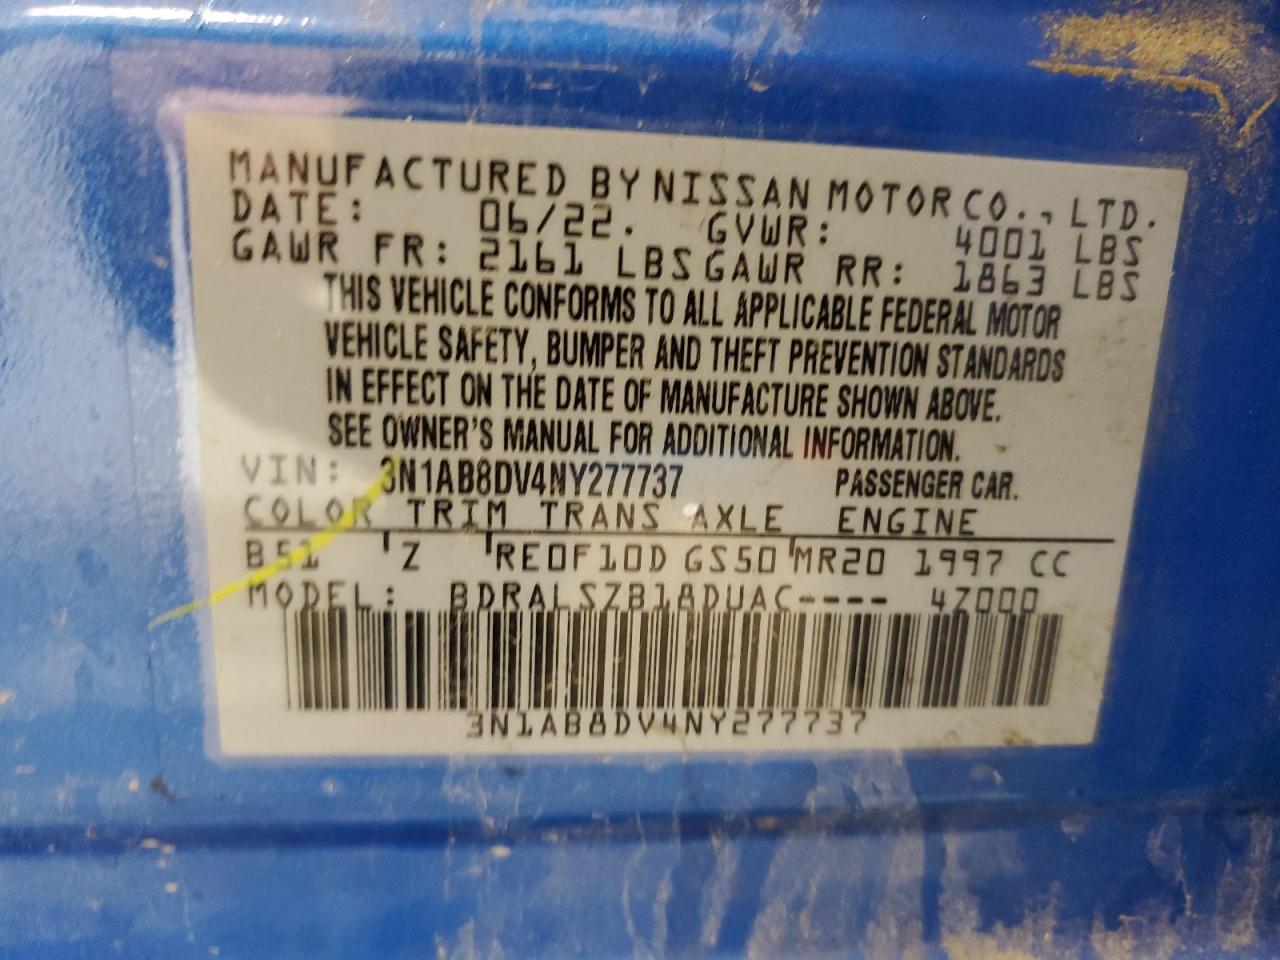 MANUFACTURED BY NISSAN MOTOR CO., LTD.
DATE: 06/22. GVWR: 4001 LBS
GAWR FR: 2161 LBS GAWR RR: 1863 LBS
THIS VEHICLE CONFORMS TO ALL APPLICABLE FEDERAL MOTOR
VEHICLE SAFETY, BUMPER AND THEFT PREVENTION STANDARDS
IN EFFECT ON THE DATE OF MANUFACTURE SHOWN ABOVE.
SEE OWNER'S MANUAL FOR ADDITIONAL INFORMATION.
VIN: 3N1AB8DV4NY277737 PASSENGER CAR.
COLOR TRIM TRANS AXLE ENGINE
B51 Z RE0F10D GS50 MR20 1997 CC
MODEL: BDRALSZB18DUAC---- 4Z000
3N1AB8DV4NY277737